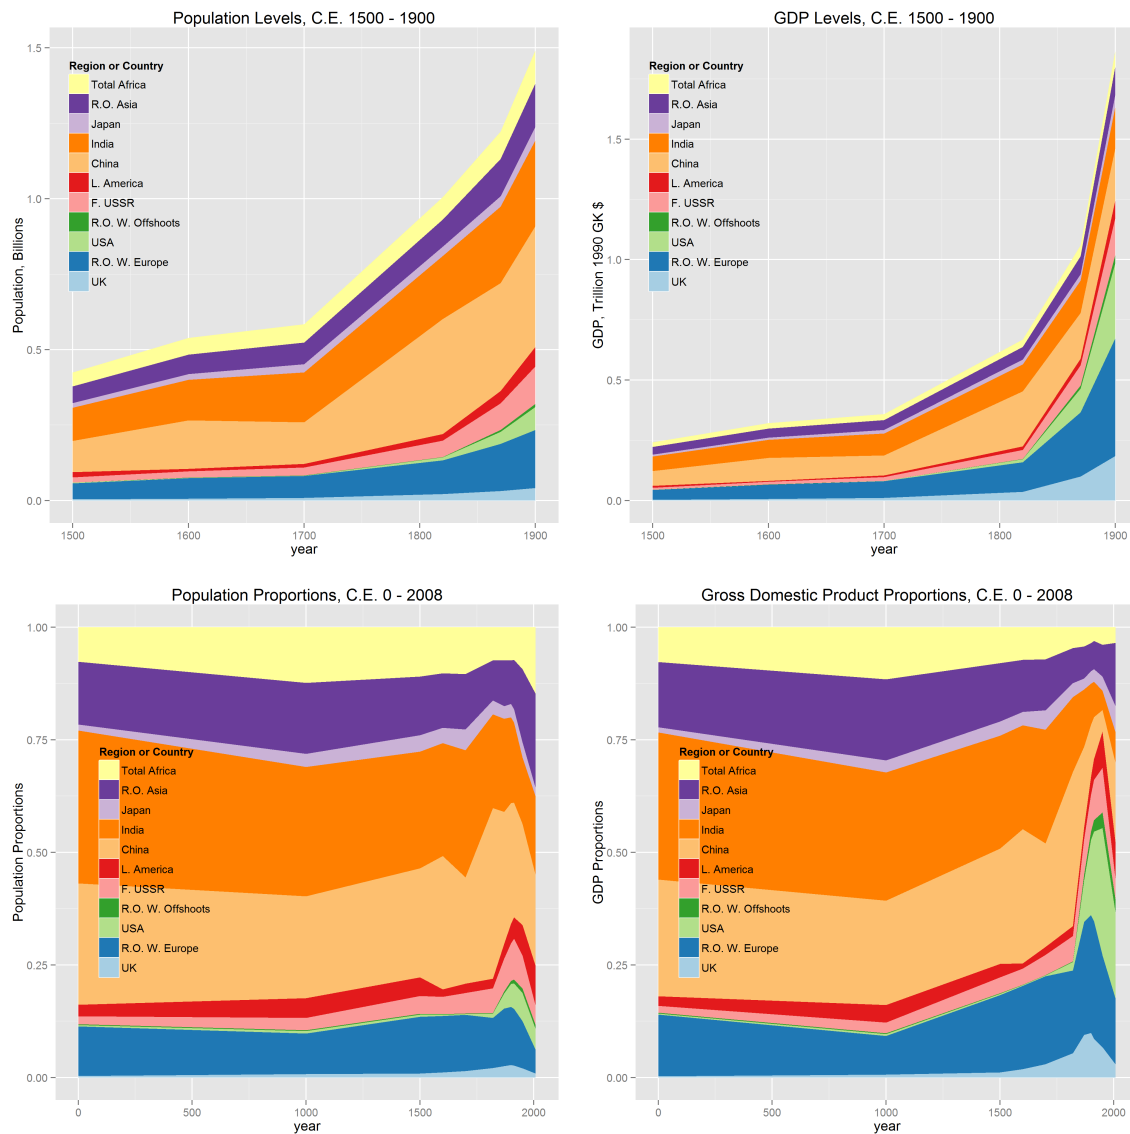 Population Levels, C.E. 1500 - 1900
Population, Billions
1.5
1.0
0.5
0.0
Region or Country
Total Africa
R.O. Asia
Japan
India
China
L. America
F. USSR
R.O. W. Offshoots
USA
R.O. W. Europe
UK
1500 1600 1700 1800 1900
year
GDP Levels, C.E. 1500 - 1900
GDP, Trillion 1990 GK $
1.5
1.0
0.5
0.0
Region or Country
Total Africa
R.O. Asia
Japan
India
China
L. America
F. USSR
R.O. W. Offshoots
USA
R.O. W. Europe
UK
1500 1600 1700 1800 1900
year
Population Proportions, C.E. 0 - 2008
Population Proportions
1.00
0.75
0.50
0.25
0.00
Region or Country
Total Africa
R.O. Asia
Japan
India
China
L. America
F. USSR
R.O. W. Offshoots
USA
R.O. W. Europe
UK
0 500 1000 1500 2000
year
Gross Domestic Product Proportions, C.E. 0 - 2008
GDP Proportions
1.00
0.75
0.50
0.25
0.00
Region or Country
Total Africa
R.O. Asia
Japan
India
China
L. America
F. USSR
R.O. W. Offshoots
USA
R.O. W. Europe
UK
0 500 1000 1500 2000
year